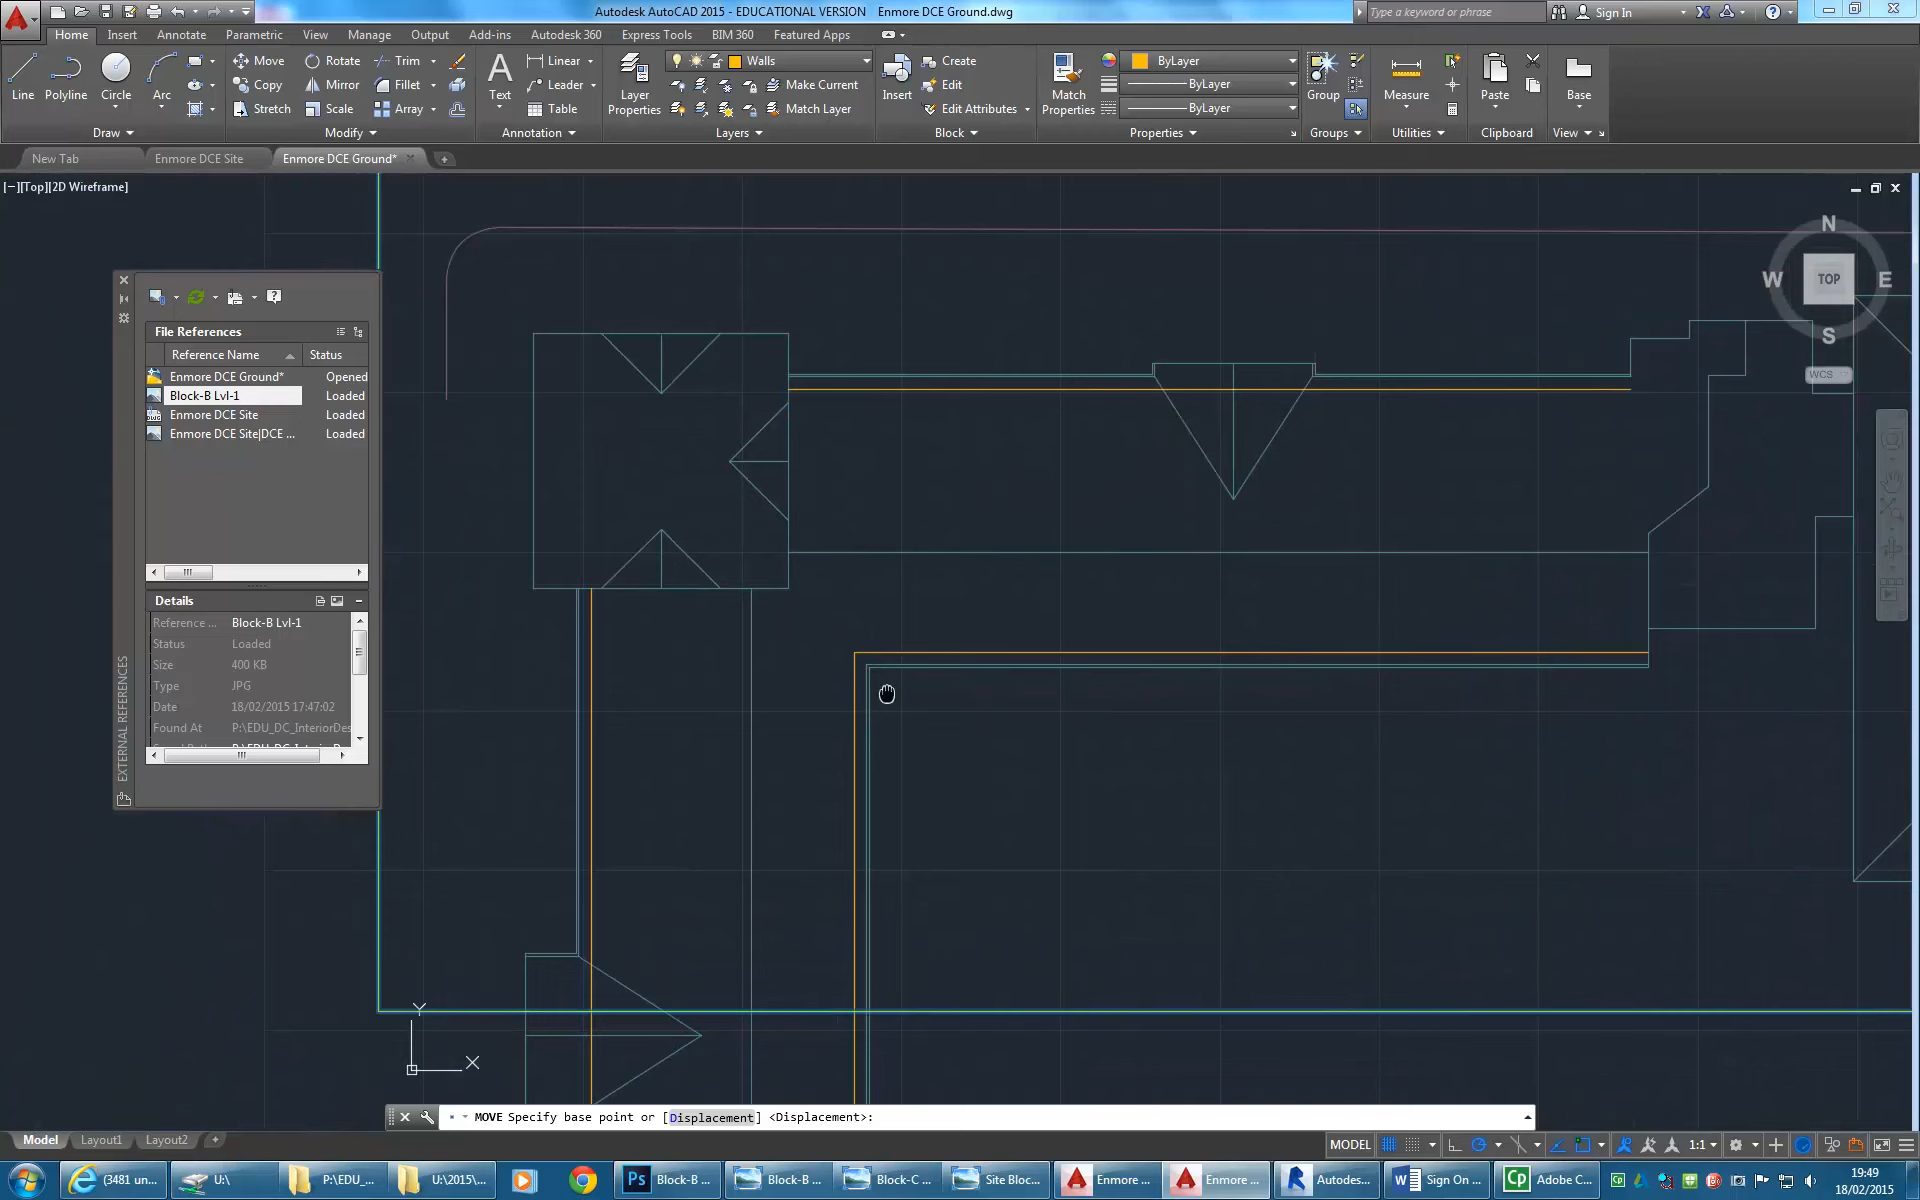 Autodesk AutoCAD 2015 - EDUCATIONAL VERSION Enmore DCE Ground.dwg
Type a keyword or phrase
Sign In
Home Insert Annotate Parametric View Manage Output Add-ins Autodesk 360 Express Tools BIM 360 Featured Apps
Line Polyline Circle Arc
Move Rotate Trim
Copy Mirror Fillet
Stretch Scale Array
Text
Linear
Leader
Table
Layer Properties
Walls
Make Current
Match Layer
Insert
Create
Edit
Edit Attributes
Match Properties
ByLayer
ByLayer
ByLayer
Group
Measure
Paste
Base
Draw Modify Annotation Layers Block Properties Groups Utilities Clipboard View
New Tab Enmore DCE Site Enmore DCE Ground*
[−][Top][2D Wireframe]
N
W TOP E
S
WCS
File References
Reference Name Status
Enmore DCE Ground* Opened
Block-B Lvl-1 Loaded
Enmore DCE Site Loaded
Enmore DCE Site|DCE ... Loaded
Details
Reference ... Block-B Lvl-1
Status Loaded
Size 400 KB
Type JPG
Date 18/02/2015 17:47:02
Found At P:\EDU_DC_InteriorDes
EXTERNAL REFERENCES
Y
X
MOVE Specify base point or [Displacement] <Displacement>:
Model Layout1 Layout2
MODEL 1:1
(3481 un... U:\ P:\EDU_... U:\2015\... Block-B ... Block-B ... Block-C ... Site Bloc... Enmore ... Enmore ... Autodes... Sign On ... Adobe C...
19:49
18/02/2015